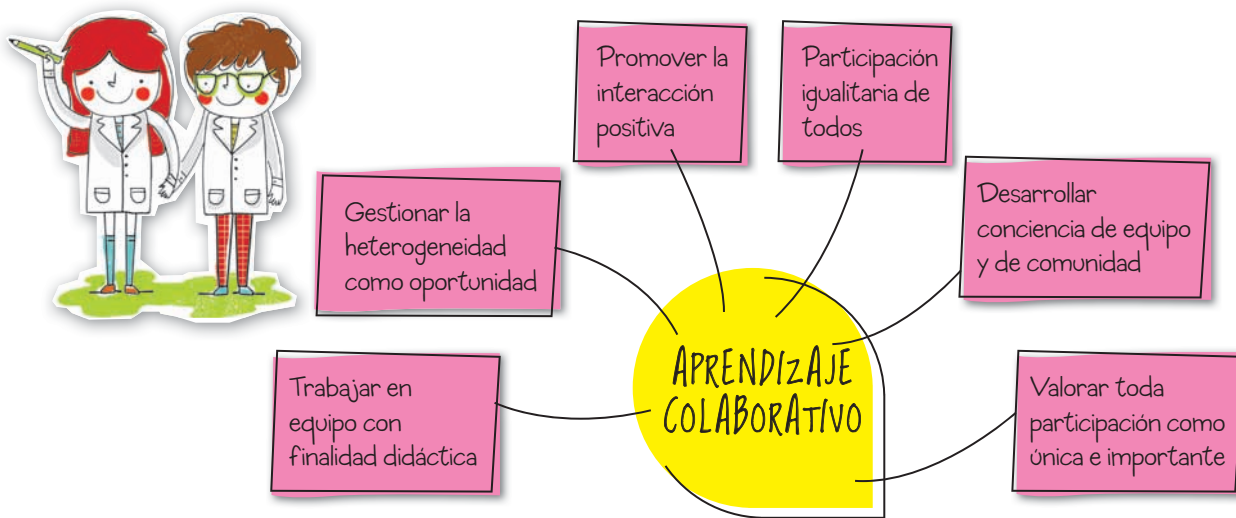 Promover la
interacción
positiva
Participación
igualitaria de
todos
Gestionar la
heterogeneidad
como oportunidad
Desarrollar
conciencia de equipo
y de comunidad
Trabajar en
equipo con
finalidad didáctica
APRENDIZAJE
COLABORATIVO
Valorar toda
participación como
única e importante